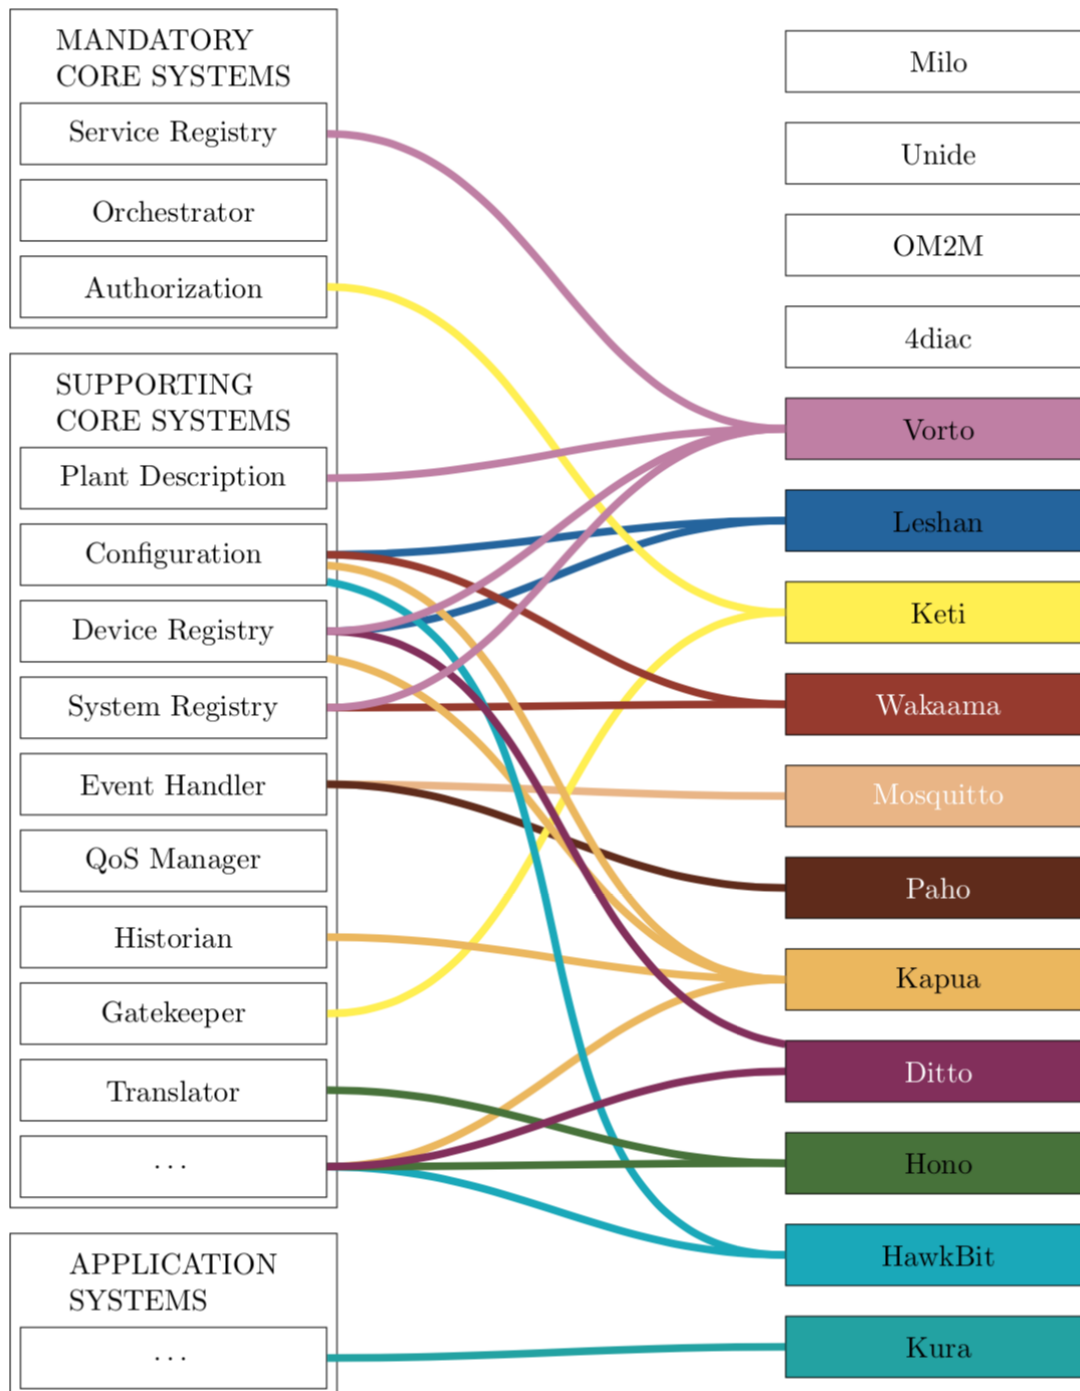 MANDATORY
CORE SYSTEMS
Service Registry
Orchestrator
Authorization
SUPPORTING
CORE SYSTEMS
Plant Description
Configuration
Device Registry
System Registry
Event Handler
QoS Manager
Historian
Gatekeeper
Translator
...
APPLICATION
SYSTEMS
...
Milo
Unide
OM2M
4diac
Vorto
Leshan
Keti
Wakaama
Mosquitto
Paho
Kapua
Ditto
Hono
HawkBit
Kura